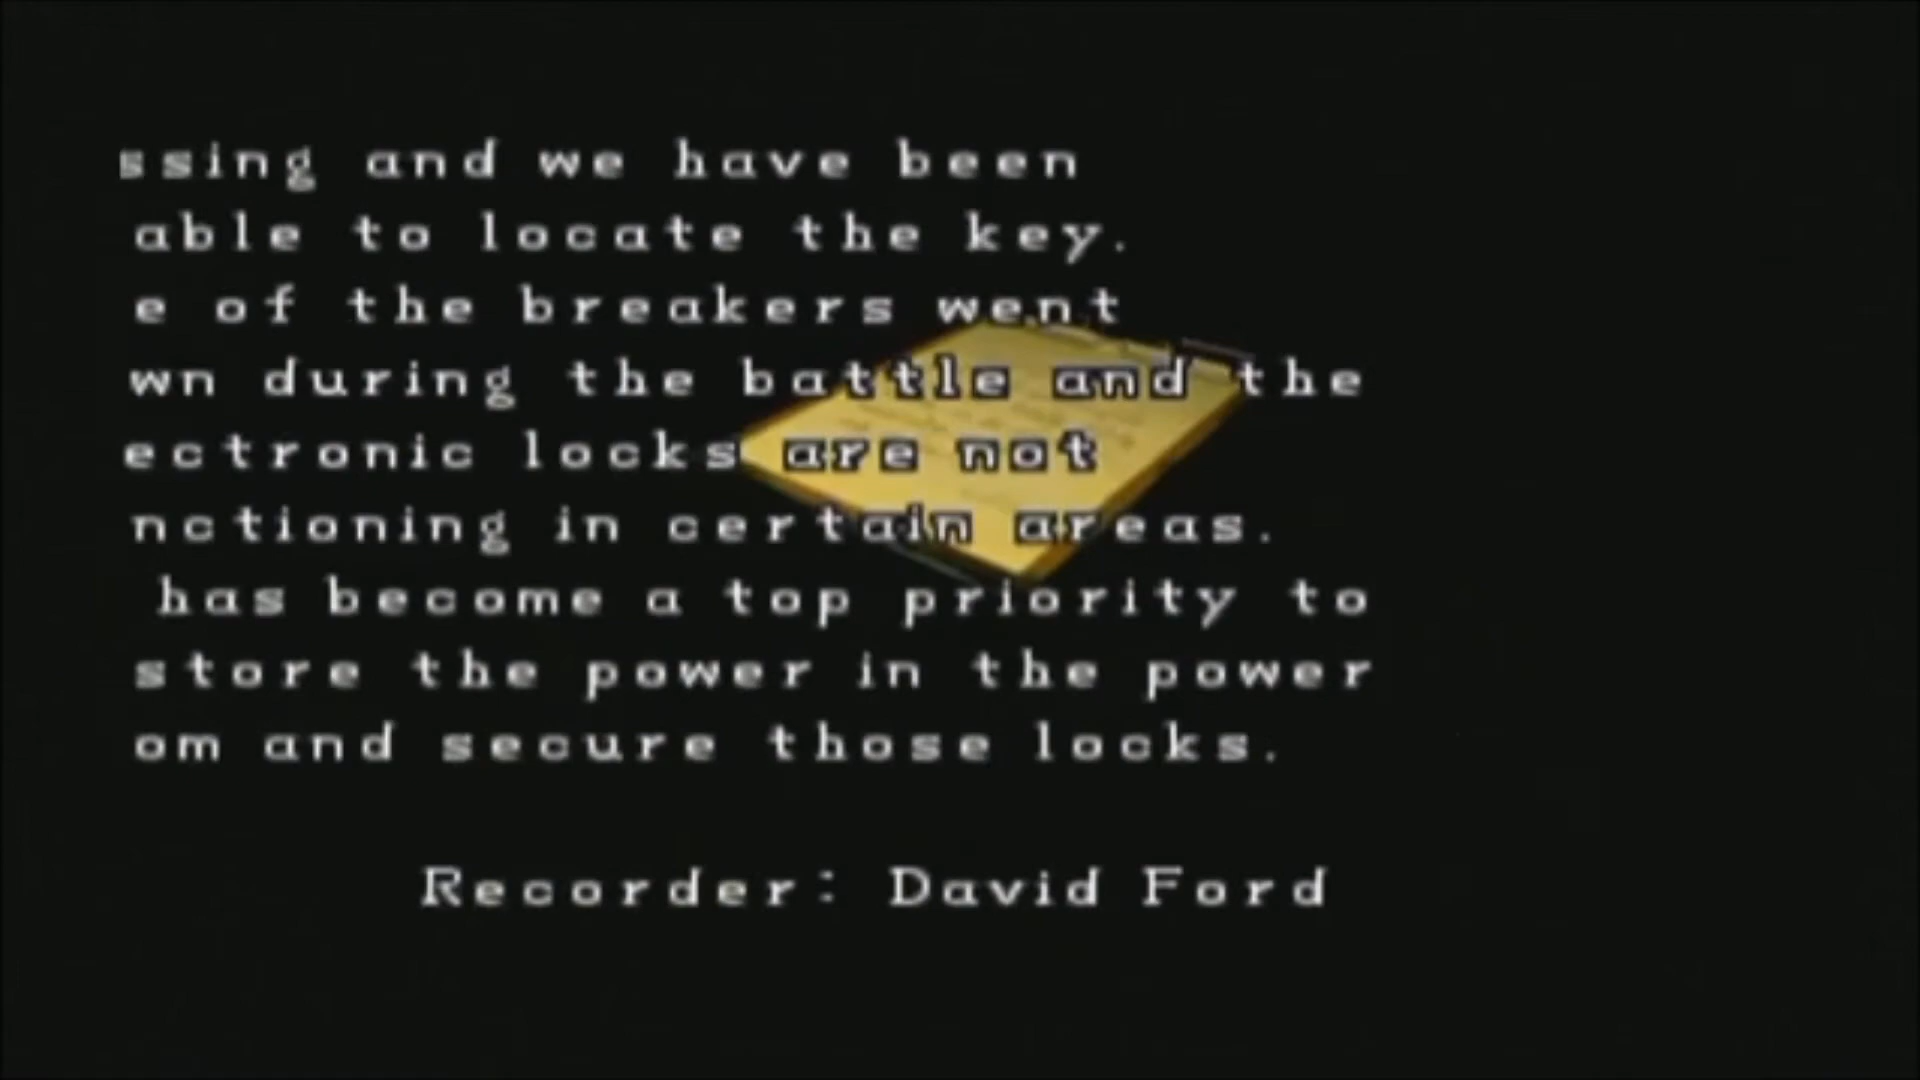 ssing and we have been
able to locate the key.
e of the breakers went
wn during the battle and the
ectronic locks are not
nctioning in certain areas.
has become a top priority to
store the power in the power
om and secure those locks.
Recorder: David Ford